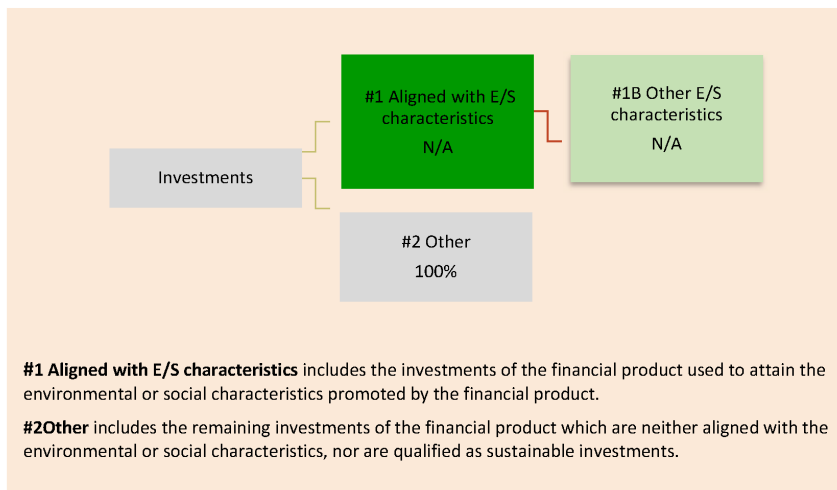 #1 Aligned with E/S
characteristics
N/A
#1B Other E/S
characteristics
N/A
Investments
#2 Other
100%
#1 Aligned with E/S characteristics includes the investments of the financial product used to attain the
environmental or social characteristics promoted by the financial product.
#2Other includes the remaining investments of the financial product which are neither aligned with the
environmental or social characteristics, nor are qualified as sustainable investments.